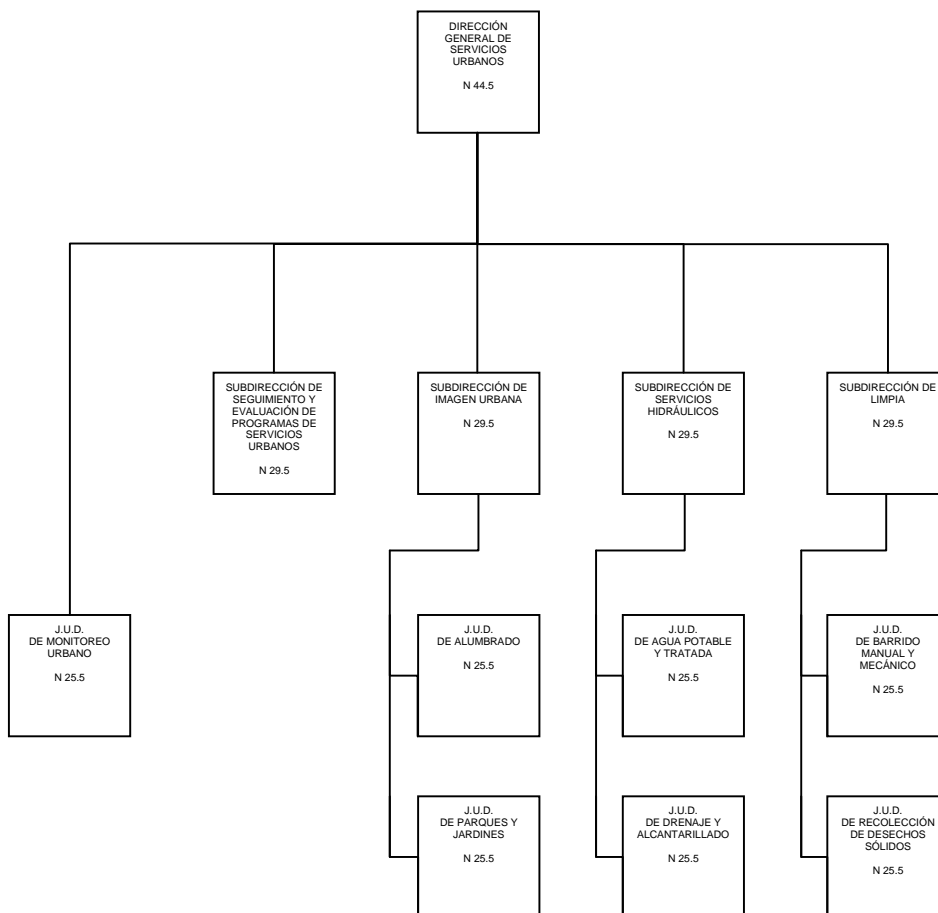 DIRECCIÓN
GENERAL DE
SERVICIOS
URBANOS
N 44.5
SUBDIRECCIÓN DE
SEGUIMIENTO Y
EVALUACIÓN DE
PROGRAMAS DE
SERVICIOS
URBANOS
N 29.5
SUBDIRECCIÓN DE
IMAGEN URBANA
N 29.5
SUBDIRECCIÓN DE
SERVICIOS
HIDRÁULICOS
N 29.5
SUBDIRECCIÓN DE
LIMPIA
N 29.5
J.U.D.
DE MONITOREO
URBANO
N 25.5
J.U.D.
DE ALUMBRADO
N 25.5
J.U.D.
DE AGUA POTABLE
Y TRATADA
N 25.5
J.U.D.
DE BARRIDO
MANUAL Y
MECÁNICO
N 25.5
J.U.D.
DE PARQUES Y
JARDINES
N 25.5
J.U.D.
DE DRENAJE Y
ALCANTARILLADO
N 25.5
J.U.D.
DE RECOLECCIÓN
DE DESECHOS
SÓLIDOS
N 25.5